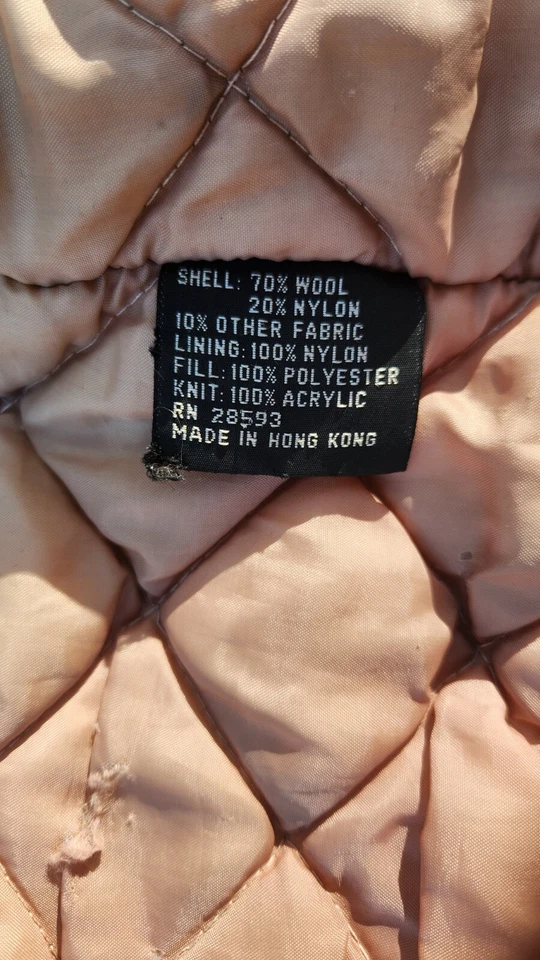 SHELL: 70% WOOL
20% NYLON
10% OTHER FABRIC
LINING: 100% NYLON
FILL: 100% POLYESTER
KNIT: 100% ACRYLIC
RN 28593
MADE IN HONG KONG